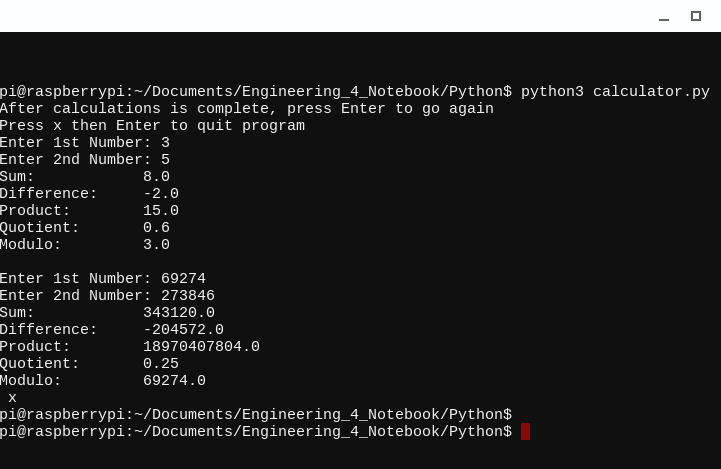 pi@raspberrypi:~/Documents/Engineering_4_Notebook/Python$ python3 calculator.py
After calculations is complete, press Enter to go again
Press x then Enter to quit program
Enter 1st Number: 3
Enter 2nd Number: 5
Sum:            8.0
Difference:     -2.0
Product:        15.0
Quotient:       0.6
Modulo:         3.0

Enter 1st Number: 69274
Enter 2nd Number: 273846
Sum:            343120.0
Difference:     -204572.0
Product:        18970407804.0
Quotient:       0.25
Modulo:         69274.0
 x
pi@raspberrypi:~/Documents/Engineering_4_Notebook/Python$
pi@raspberrypi:~/Documents/Engineering_4_Notebook/Python$